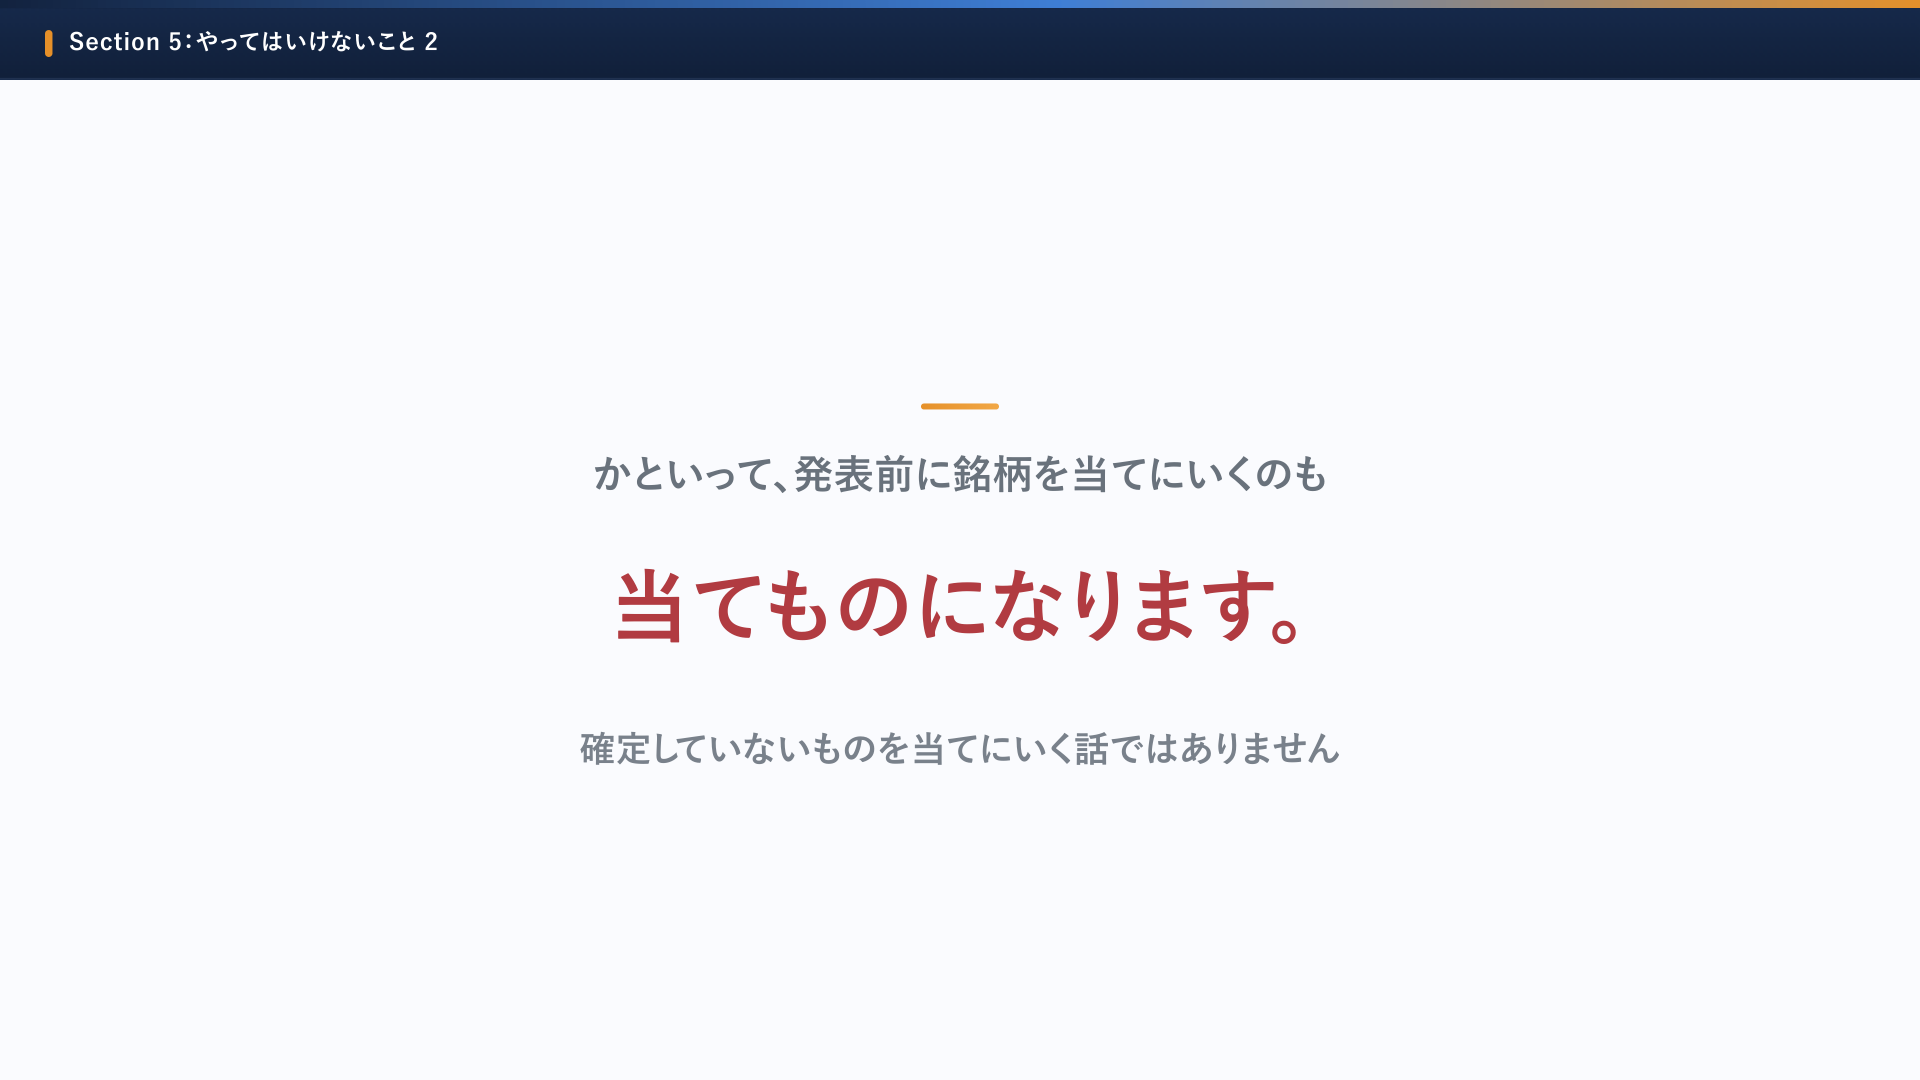 Section 5：やってはいけないこと 2
かといって、発表前に銘柄を当てにいくのも
当てものになります。
確定していないものを当てにいく話ではありません